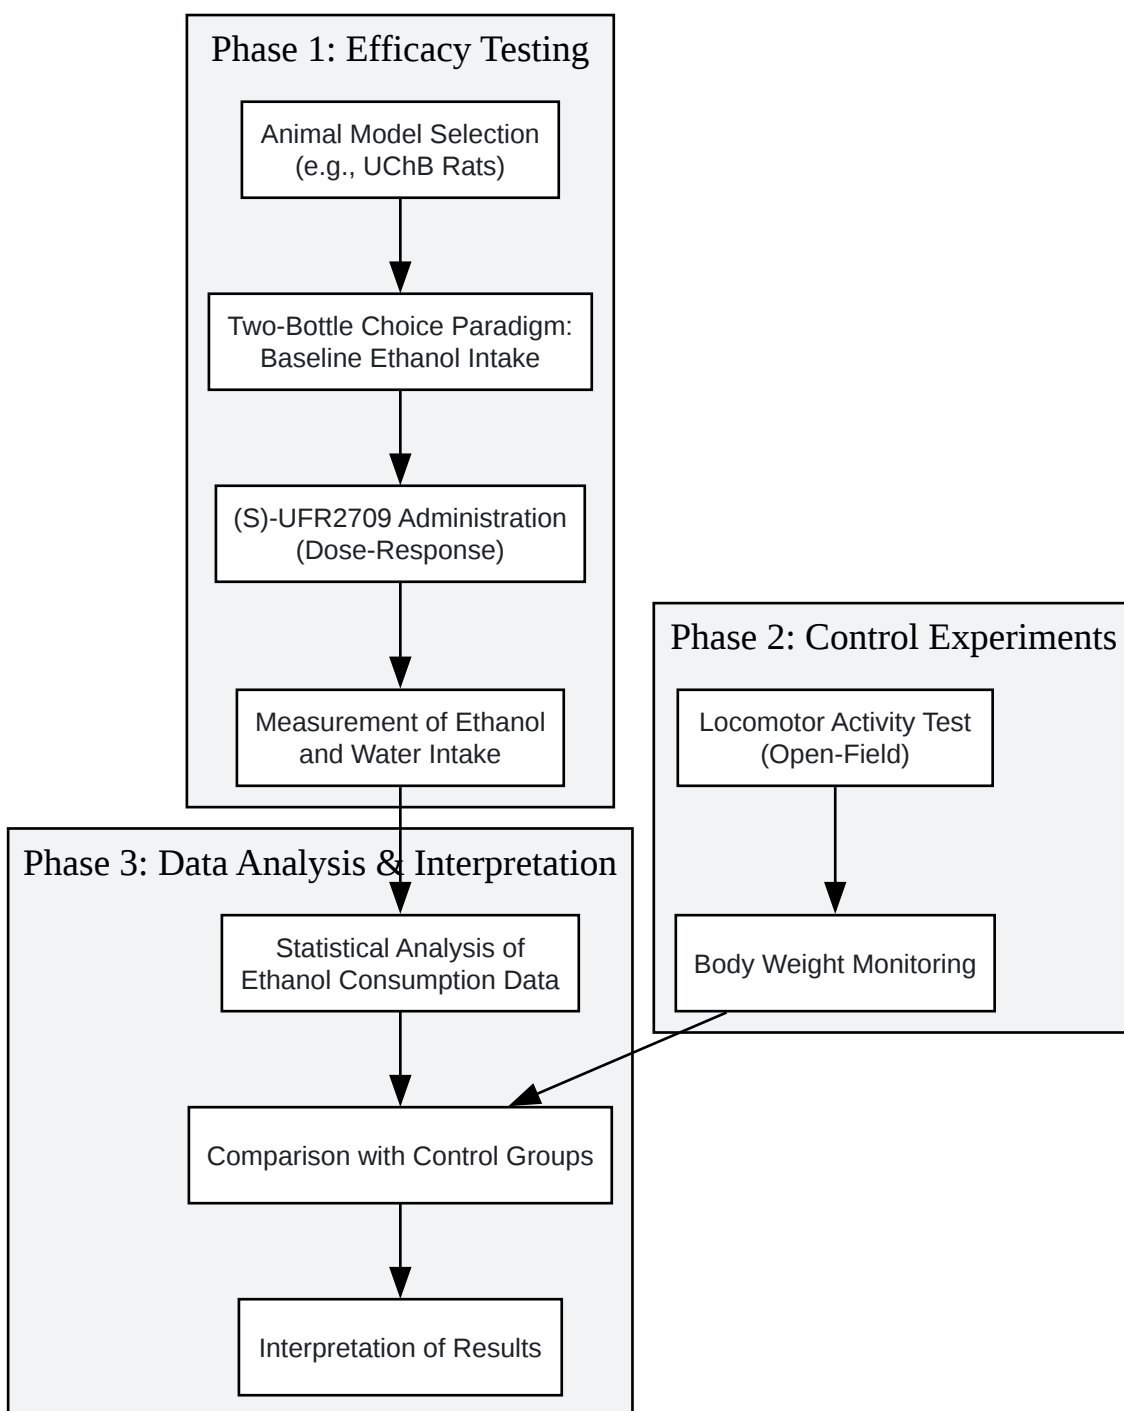 Phase 1: Efficacy Testing
Animal Model Selection
(e.g., UChB Rats)
Two-Bottle Choice Paradigm:
Baseline Ethanol Intake
(S)-UFR2709 Administration
(Dose-Response)
Measurement of Ethanol
and Water Intake
Phase 2: Control Experiments
Locomotor Activity Test
(Open-Field)
Body Weight Monitoring
Phase 3: Data Analysis & Interpretation
Statistical Analysis of
Ethanol Consumption Data
Comparison with Control Groups
Interpretation of Results